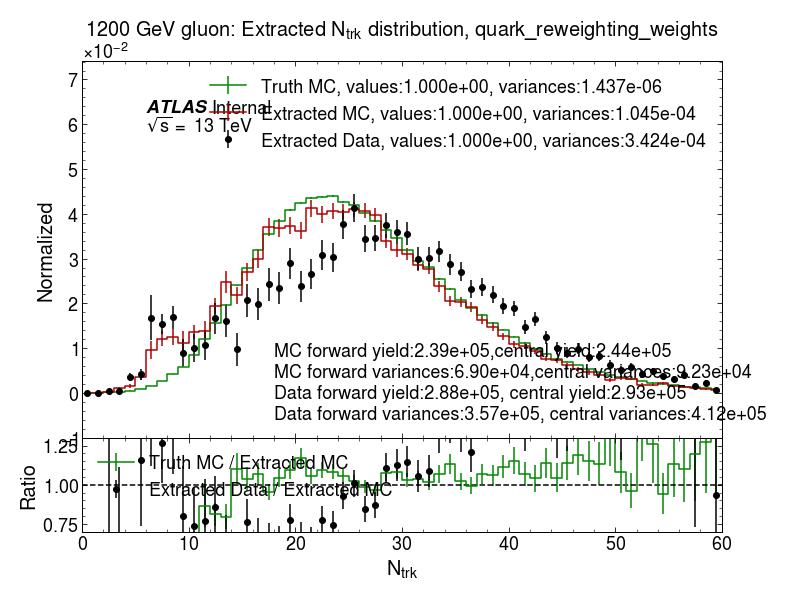 1200 GeV gluon: Extracted N_trk distribution, quark_reweighting_weights
×10⁻²
Truth MC, values:1.000e+00, variances:1.437e-06
ATLAS Internal
Extracted MC, values:1.000e+00, variances:1.045e-04
√s = 13 TeV
Extracted Data, values:1.000e+00, variances:3.424e-04
7
6
5
4
3
2
1
0
-1
Normalized
MC forward yield:2.39e+05,central yield:2.44e+05
MC forward variances:6.90e+04,central variances:9.23e+04
Data forward yield:2.88e+05, central yield:2.93e+05
Data forward variances:3.57e+05, central variances:4.12e+05
1.25
1.00
0.75
Ratio
Truth MC / Extracted MC
Extracted Data / Extracted MC
0 10 20 30 40 50 60
N_trk